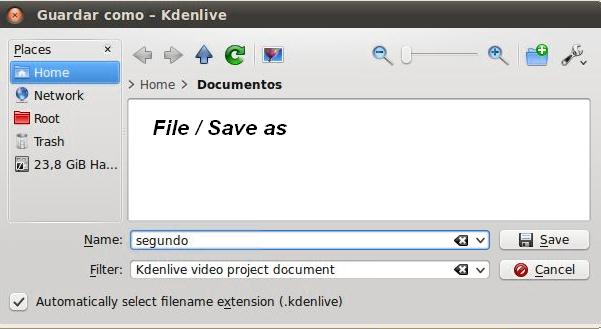 Guardar como – Kdenlive
Places
Home
Network
Root
Trash
23,8 GiB Ha...
> Home > Documentos
File / Save as
Name: segundo
Save
Filter: Kdenlive video project document
Cancel
Automatically select filename extension (.kdenlive)